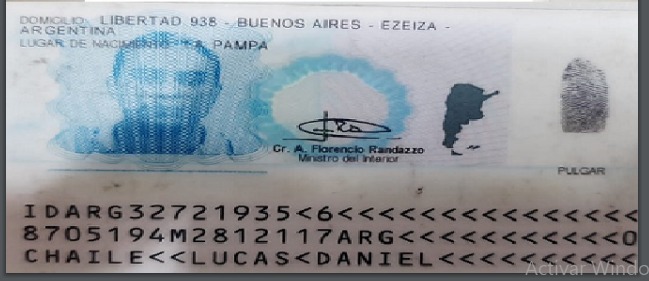 DOMICILIO: LIBERTAD 938 - BUENOS AIRES - EZEIZA -
ARGENTINA
LUGAR DE NACIMIENTO: LA PAMPA
Cr. A. Florencio Randazzo
Ministro del Interior
PULGAR
IDARG32721935<6<<<<<<<<<<<<<<<
8705194M2812117ARG<<<<<<<<<<<0
CHAILE<<LUCAS<DANIEL<<<<<<<<<<
Activar Windo